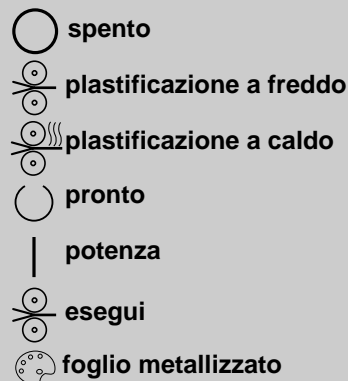 spento
plastificazione a freddo
plastificazione a caldo
pronto
potenza
esegui
foglio metallizzato